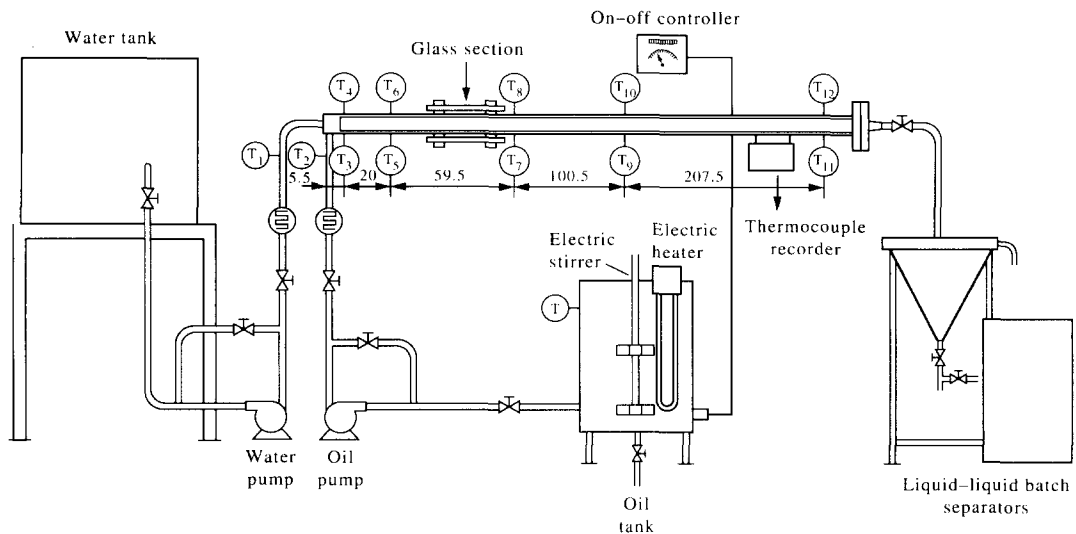 On-off controller
Water tank
Glass section
T4
T6
T8
T10
T12
T1
T2
T3
T5
T7
T9
T11
5.5
20
59.5
100.5
207.5
Thermocouple
recorder
Electric
stirrer
Electric
heater
T
Water
pump
Oil
pump
Oil
tank
Liquid-liquid batch
separators